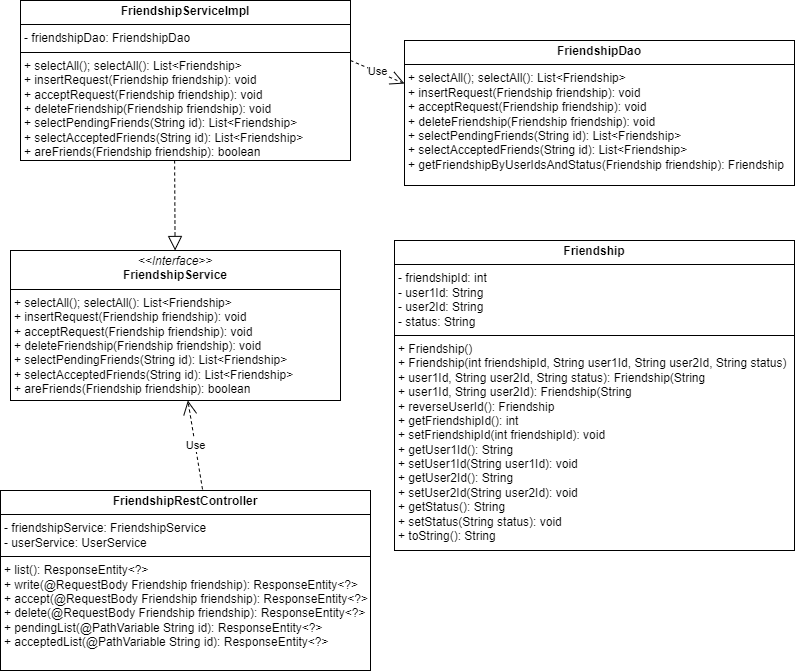 FriendshipServiceImpl
- friendshipDao: FriendshipDao
+ selectAll(); selectAll(): List<Friendship>
+ insertRequest(Friendship friendship): void
+ acceptRequest(Friendship friendship): void
+ deleteFriendship(Friendship friendship): void
+ selectPendingFriends(String id): List<Friendship>
+ selectAcceptedFriends(String id): List<Friendship>
+ areFriends(Friendship friendship): boolean
Use
FriendshipDao
+ selectAll(); selectAll(): List<Friendship>
+ insertRequest(Friendship friendship): void
+ acceptRequest(Friendship friendship): void
+ deleteFriendship(Friendship friendship): void
+ selectPendingFriends(String id): List<Friendship>
+ selectAcceptedFriends(String id): List<Friendship>
+ getFriendshipByUserIdsAndStatus(Friendship friendship): Friendship
<<Interface>>
FriendshipService
+ selectAll(); selectAll(): List<Friendship>
+ insertRequest(Friendship friendship): void
+ acceptRequest(Friendship friendship): void
+ deleteFriendship(Friendship friendship): void
+ selectPendingFriends(String id): List<Friendship>
+ selectAcceptedFriends(String id): List<Friendship>
+ areFriends(Friendship friendship): boolean
Use
Friendship
- friendshipId: int
- user1Id: String
- user2Id: String
- status: String
+ Friendship()
+ Friendship(int friendshipId, String user1Id, String user2Id, String status)
+ user1Id, String user2Id, String status): Friendship(String
+ user1Id, String user2Id): Friendship(String
+ reverseUserId(): Friendship
+ getFriendshipId(): int
+ setFriendshipId(int friendshipId): void
+ getUser1Id(): String
+ setUser1Id(String user1Id): void
+ getUser2Id(): String
+ setUser2Id(String user2Id): void
+ getStatus(): String
+ setStatus(String status): void
+ toString(): String
FriendshipRestController
- friendshipService: FriendshipService
- userService: UserService
+ list(): ResponseEntity<?>
+ write(@RequestBody Friendship friendship): ResponseEntity<?>
+ accept(@RequestBody Friendship friendship): ResponseEntity<?>
+ delete(@RequestBody Friendship friendship): ResponseEntity<?>
+ pendingList(@PathVariable String id): ResponseEntity<?>
+ acceptedList(@PathVariable String id): ResponseEntity<?>